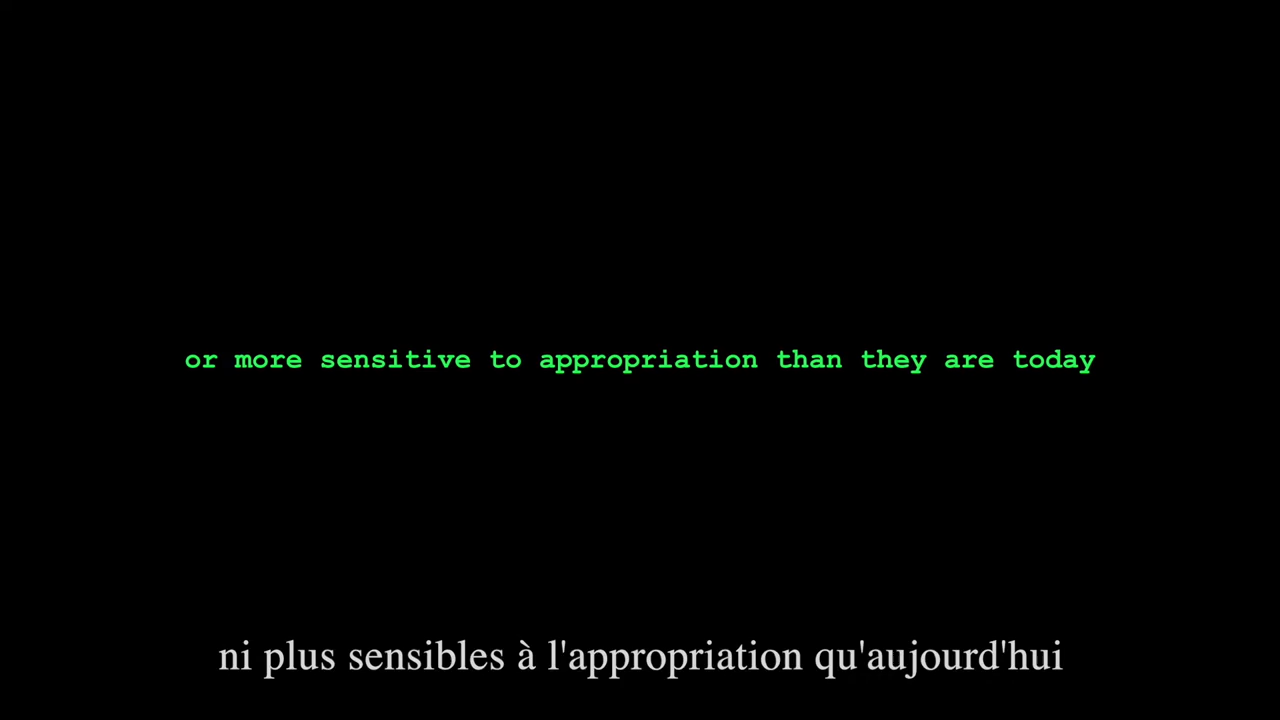 or more sensitive to appropriation than they are today
ni plus sensibles à l'appropriation qu'aujourd'hui